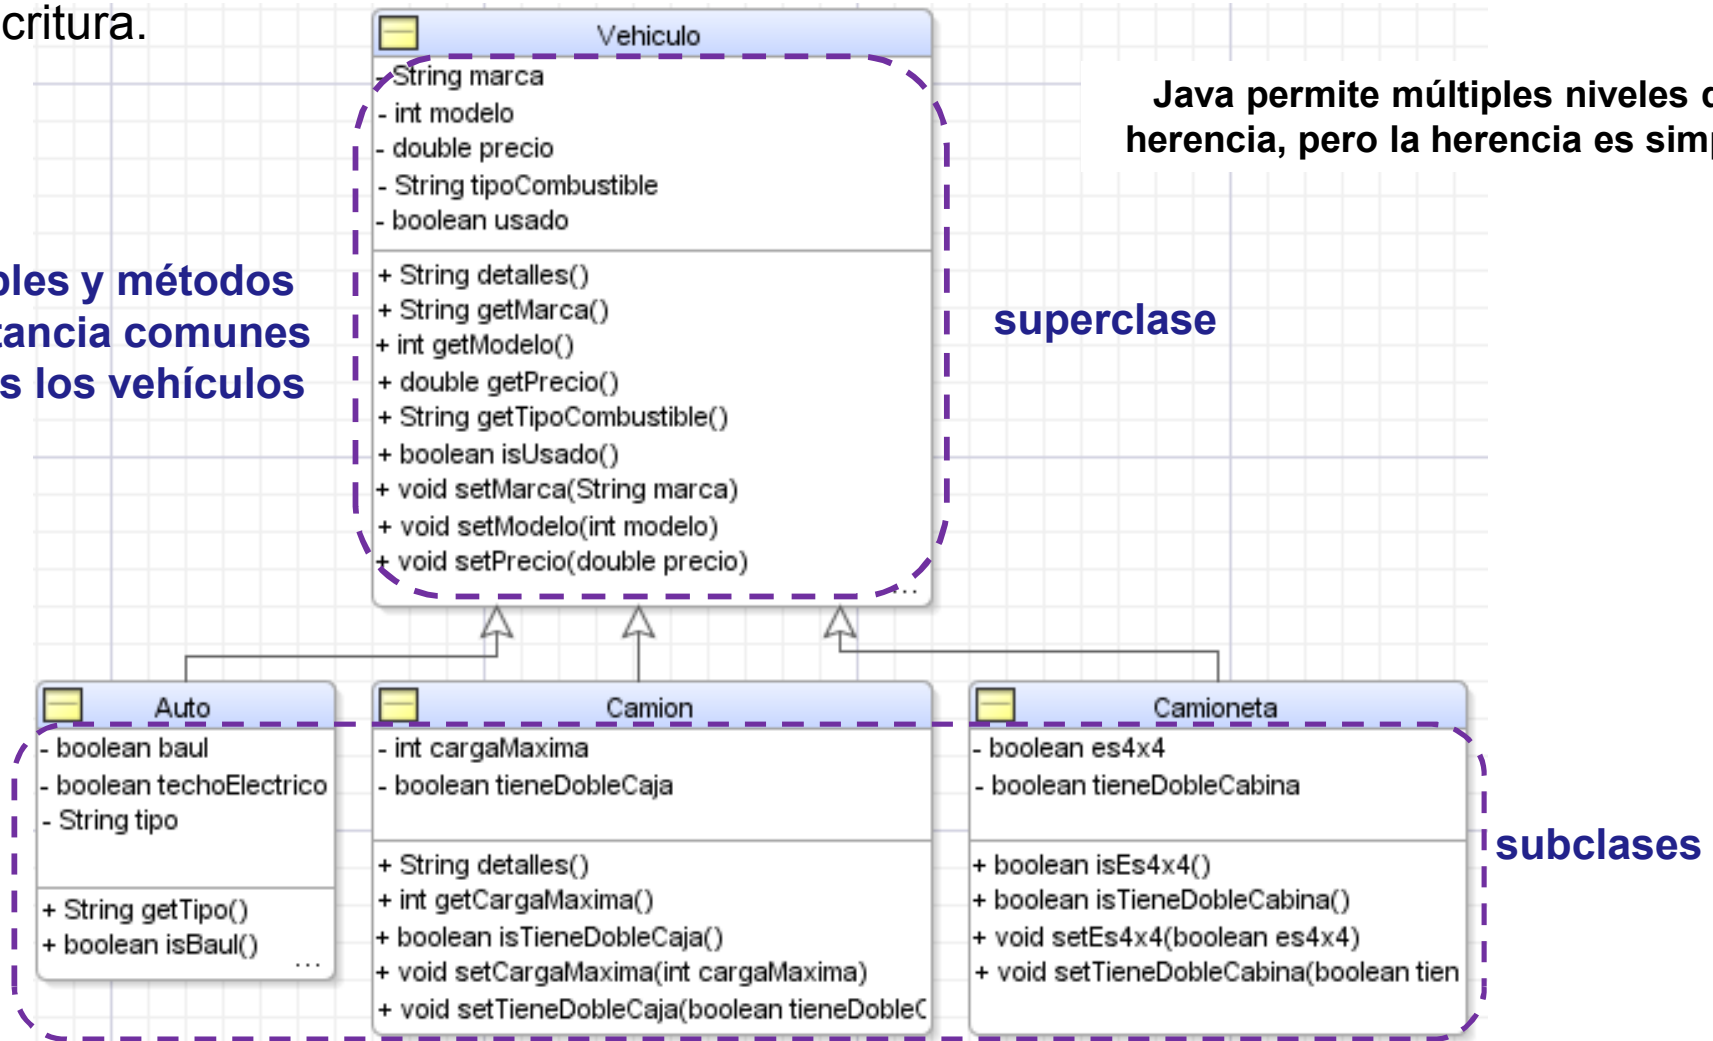 critura.
Vehiculo
- String marca
- int modelo
- double precio
- String tipoCombustible
- boolean usado
+ String detalles()
+ String getMarca()
+ int getModelo()
+ double getPrecio()
+ String getTipoCombustible()
+ boolean isUsado()
+ void setMarca(String marca)
+ void setModelo(int modelo)
+ void setPrecio(double precio)
...
Java permite múltiples niveles d
herencia, pero la herencia es simp
bles y métodos
tancia comunes
s los vehículos
superclase
Auto
- boolean baul
- boolean techoElectrico
- String tipo
+ String getTipo()
+ boolean isBaul()
...
Camion
- int cargaMaxima
- boolean tieneDobleCaja
+ String detalles()
+ int getCargaMaxima()
+ boolean isTieneDobleCaja()
+ void setCargaMaxima(int cargaMaxima)
+ void setTieneDobleCaja(boolean tieneDobleC
Camioneta
- boolean es4x4
- boolean tieneDobleCabina
+ boolean isEs4x4()
+ boolean isTieneDobleCabina()
+ void setEs4x4(boolean es4x4)
+ void setTieneDobleCabina(boolean tien
subclases